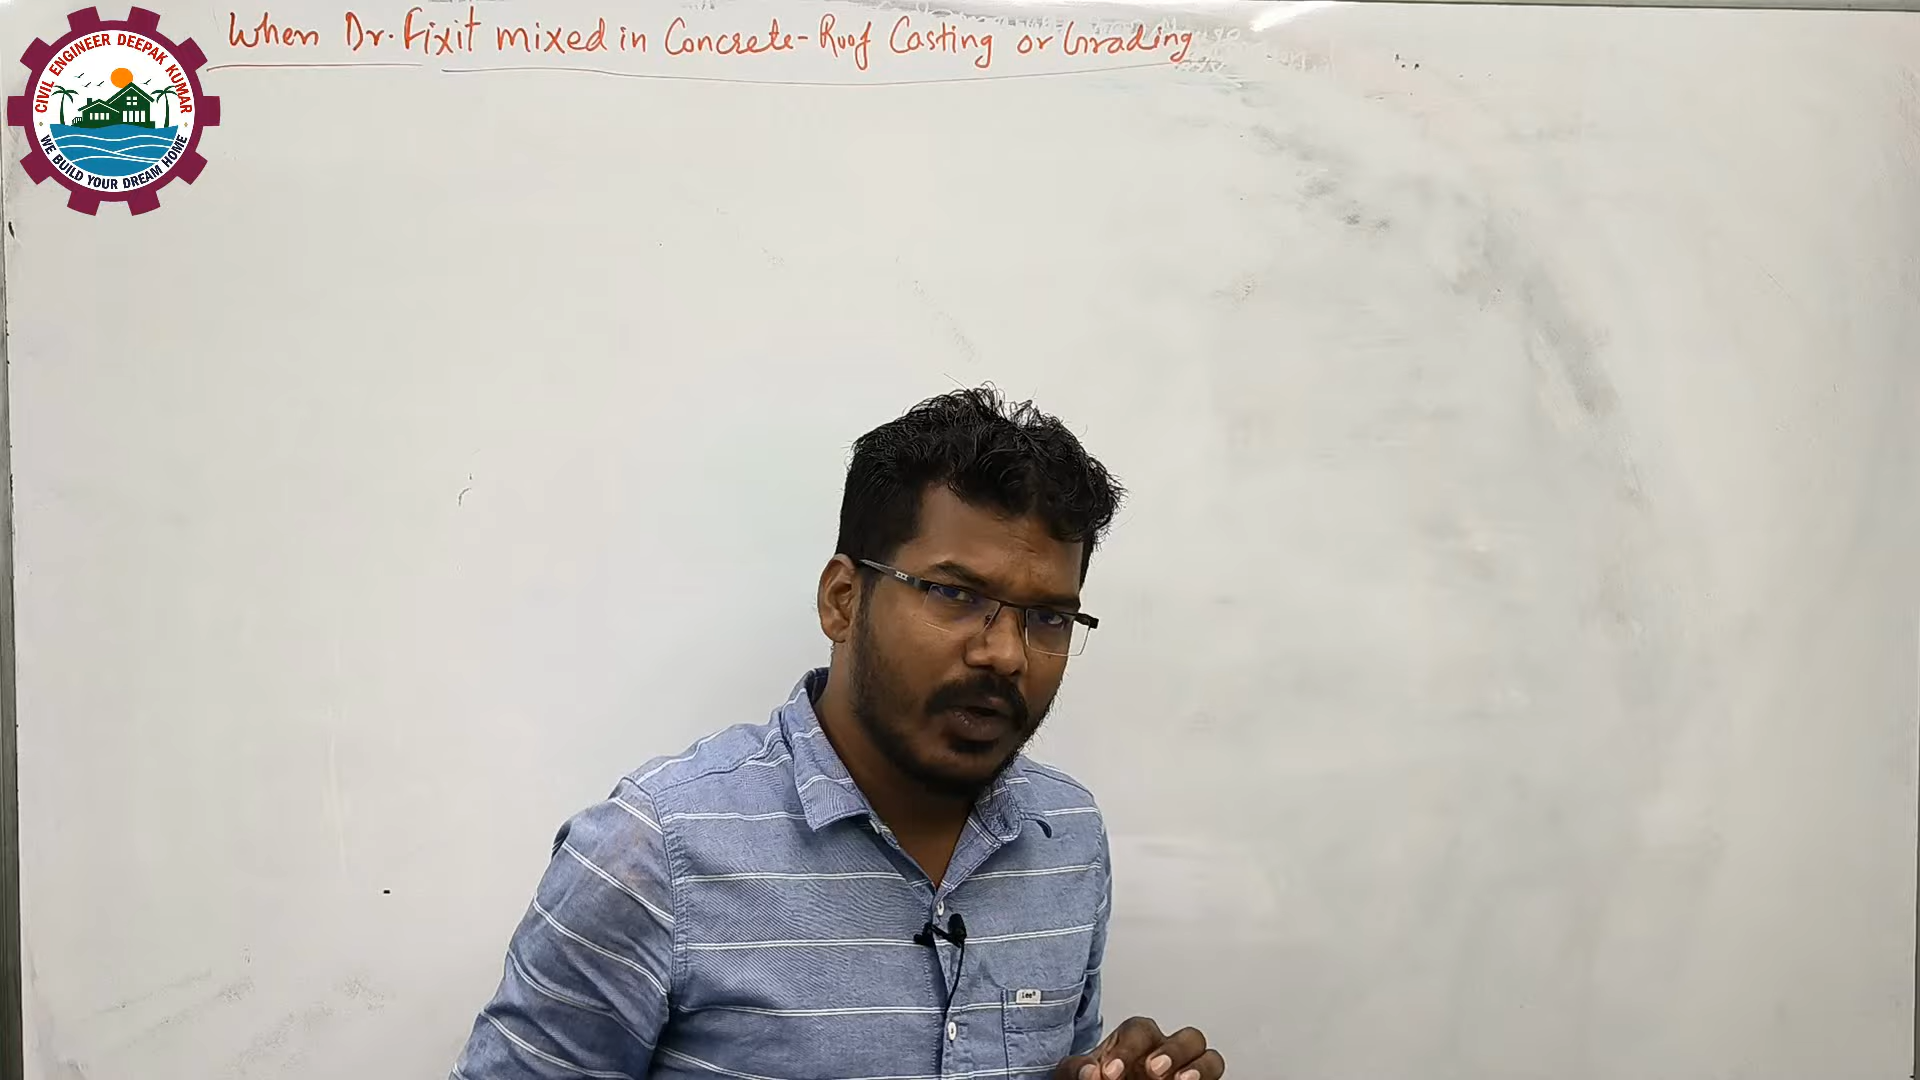 When Dr. Fixit mixed in Concrete-Roof Casting or Grading
CIVIL ENGINEER DEEPAK KUMAR
WE BUILD YOUR DREAM HOME
Lee